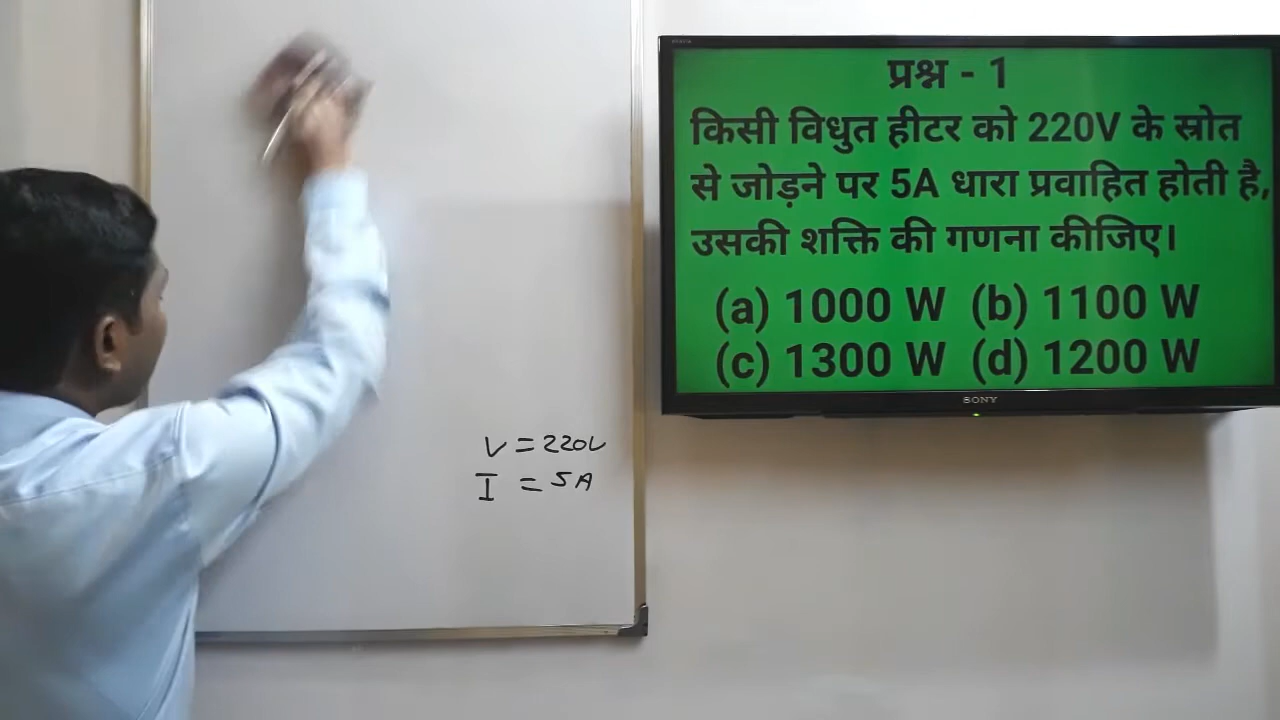 प्रश्न - 1
किसी विधुत हीटर को 220V के स्रोत
से जोड़ने पर 5A धारा प्रवाहित होती है,
उसकी शक्ति की गणना कीजिए।
(a) 1000 W (b) 1100 W
(c) 1300 W (d) 1200 W
SONY
V = 220V
I = 5A